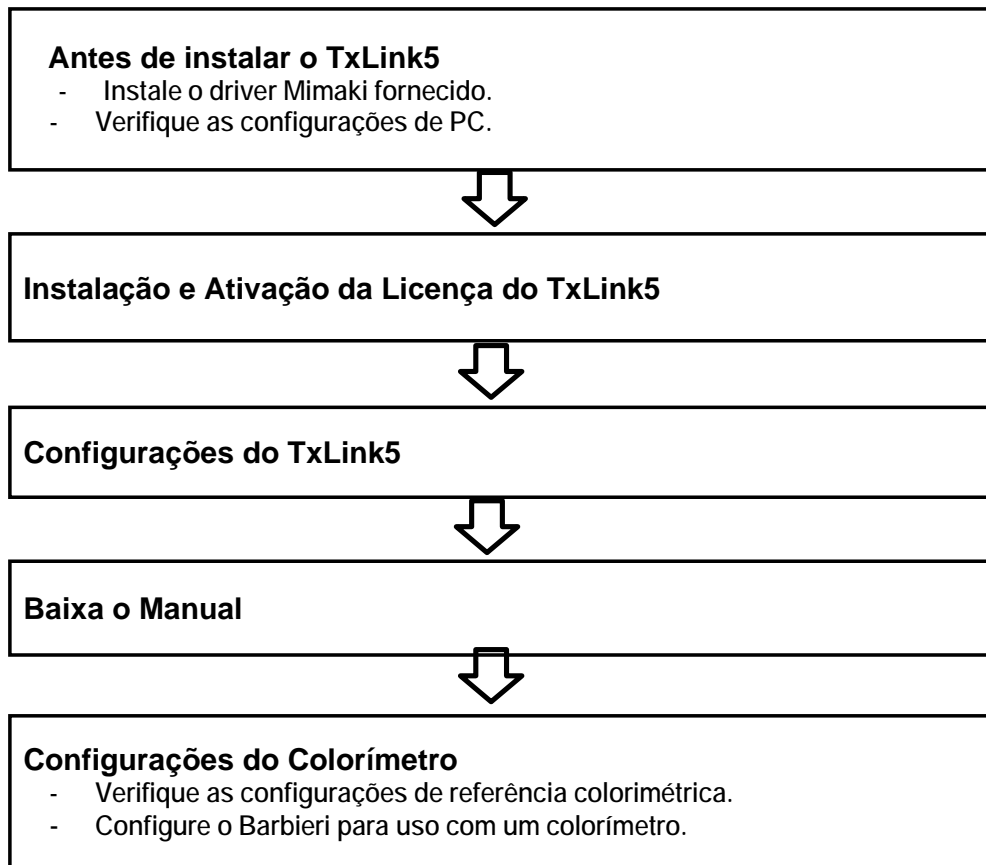 Antes de instalar o TxLink5
- Instale o driver Mimaki fornecido.
- Verifique as configurações de PC.
Instalação e Ativação da Licença do TxLink5
Configurações do TxLink5
Baixa o Manual
Configurações do Colorímetro
- Verifique as configurações de referência colorimétrica.
- Configure o Barbieri para uso com um colorímetro.